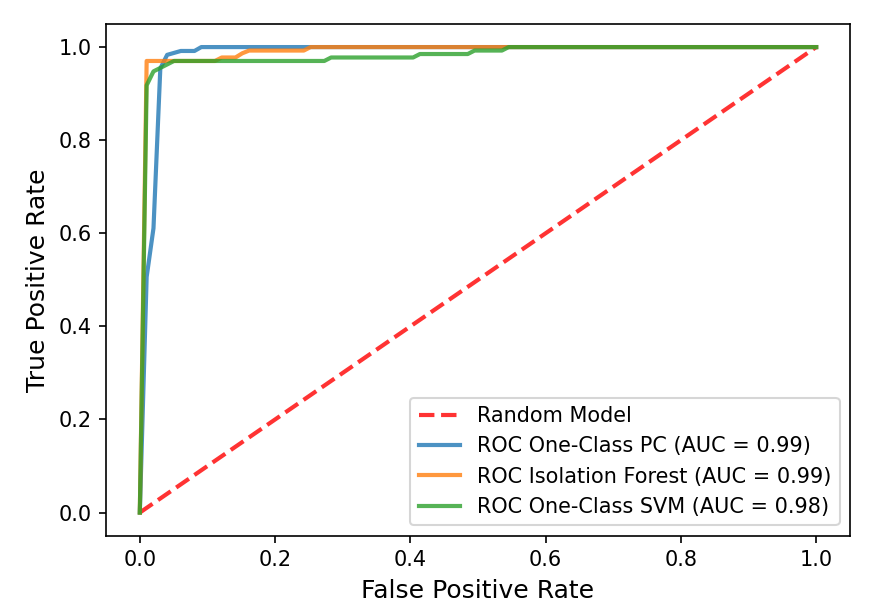 1.0
0.8
0.6
0.4
0.2
0.0
True Positive Rate
Random Model
ROC One-Class PC (AUC = 0.99)
ROC Isolation Forest (AUC = 0.99)
ROC One-Class SVM (AUC = 0.98)
0.0 0.2 0.4 0.6 0.8 1.0
False Positive Rate